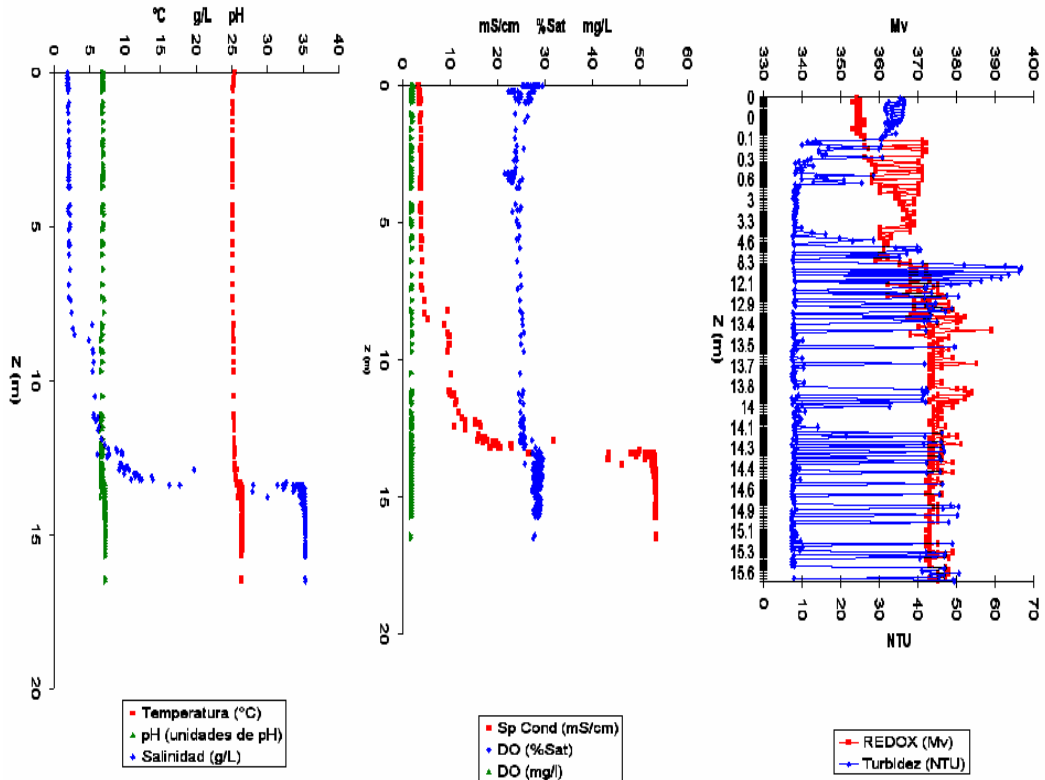 °C g/L pH
0 5 10 15 20 25 30 35 40
0
5
10
15
20
Z (m)
Temperatura (°C)
pH (unidades de pH)
Salinidad (g/L)
mS/cm %Sat mg/L
0 10 20 30 40 50 60
0
5
10
15
20
Z (m)
Sp Cond (mS/cm)
DO (%Sat)
DO (mg/l)
Mv
330 340 350 360 370 380 390 400
0
0
0.1
0.3
0.6
3
3.3
4.6
8.3
12.1
12.9
13.4
13.5
13.7
13.8
14
14.1
14.3
14.4
14.6
14.9
15.1
15.3
15.6
Z (m)
0 10 20 30 40 50 60 70
NTU
REDOX (Mv)
Turbidez (NTU)